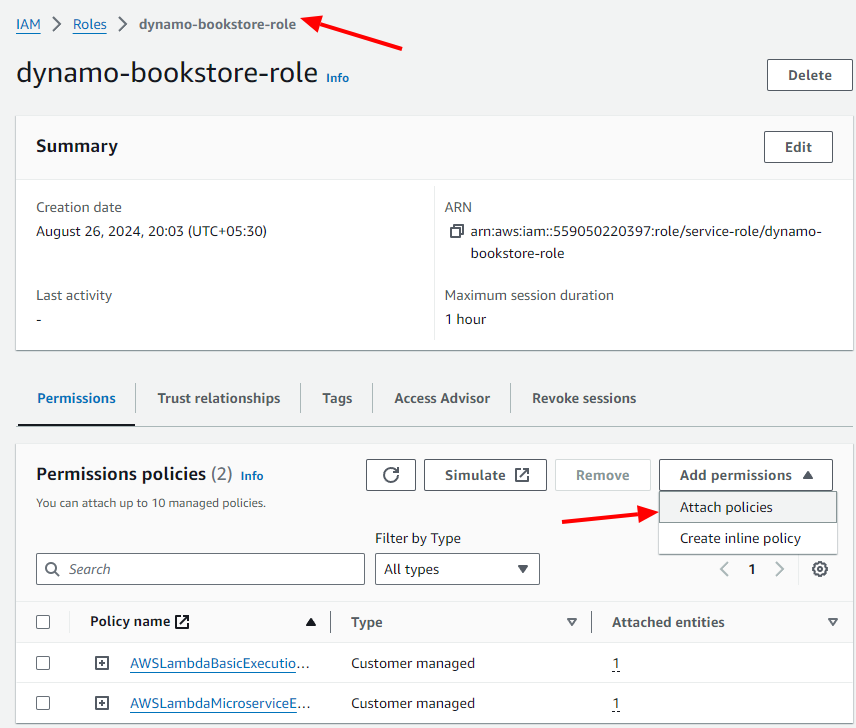 IAM > Roles > dynamo-bookstore-role
dynamo-bookstore-role Info
Delete
Summary
Edit
Creation date
August 26, 2024, 20:03 (UTC+05:30)
ARN
arn:aws:iam::559050220397:role/service-role/dynamo-
bookstore-role
Last activity
-
Maximum session duration
1 hour
Permissions
Trust relationships
Tags
Access Advisor
Revoke sessions
Permissions policies (2) Info
You can attach up to 10 managed policies.
Simulate
Remove
Add permissions
Attach policies
Create inline policy
Filter by Type
Search
All types
1
Policy name
Type
Attached entities
AWSLambdaBasicExecutio...
Customer managed
1
AWSLambdaMicroserviceE...
Customer managed
1